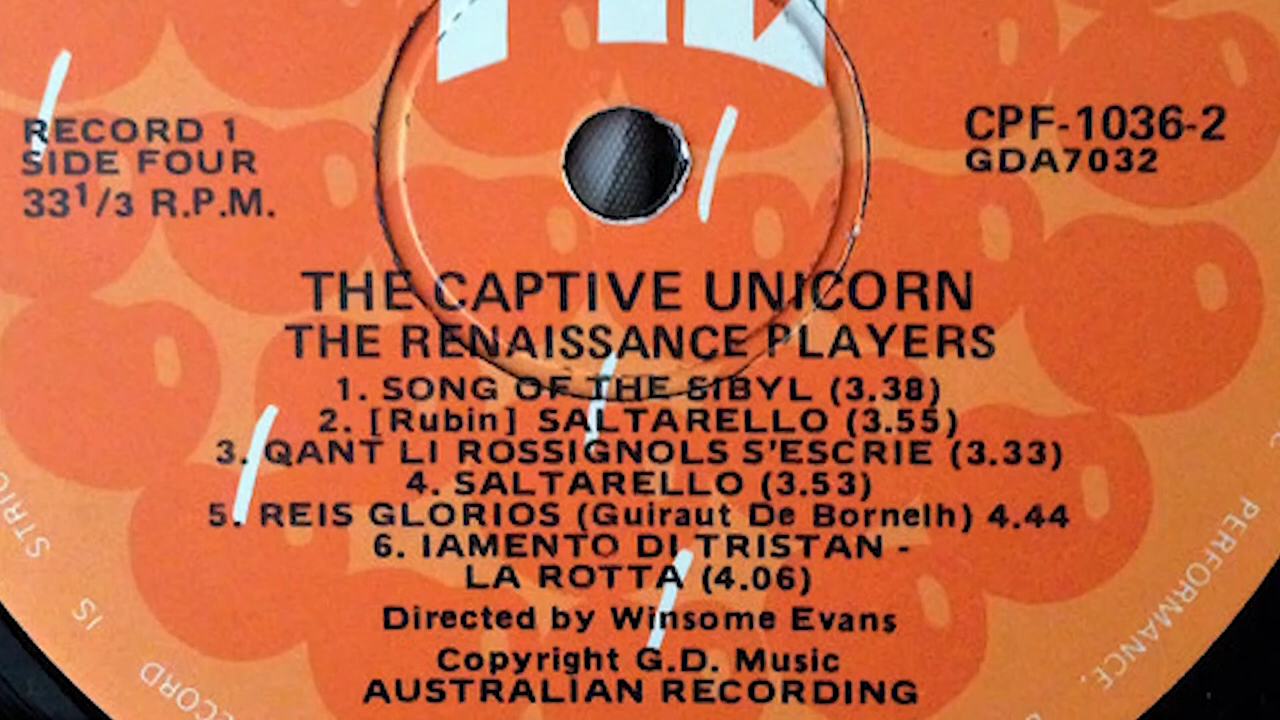 RECORD 1
SIDE FOUR
33 1/3 R.P.M.
CPF-1036-2
GDA7032
THE CAPTIVE UNICORN
THE RENAISSANCE PLAYERS
1. SONG OF THE SIBYL (3.38)
2. [Rubin] SALTARELLO (3.55)
3. QANT LI ROSSIGNOLS S'ESCRIE (3.33)
4. SALTARELLO (3.53)
5. REIS GLORIOS (Guiraut De Bornelh) 4.44
6. IAMENTO DI TRISTAN -
LA ROTTA (4.06)
Directed by Winsome Evans
Copyright G.D. Music
AUSTRALIAN RECORDING
PERFORMANCE.
IS